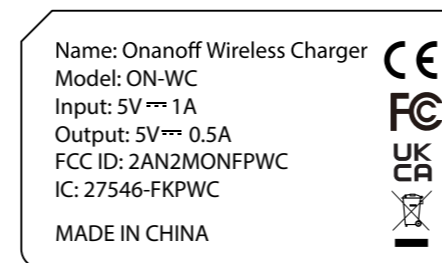 Name: Onanoff Wireless Charger
Model: ON-WC
Input: 5V⎓ 1A
Output: 5V⎓ 0.5A
FCC ID: 2AN2MONFPWC
IC: 27546-FKPWC
MADE IN CHINA
CE
FC
UK
CA